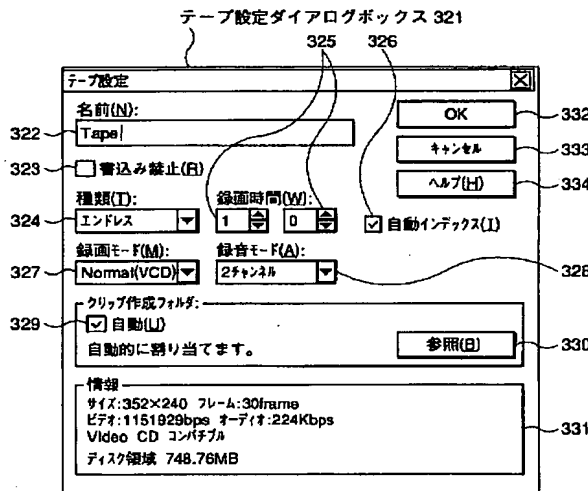 テープ設定ダイアログボックス 321
325
326
テープ設定
名前(N):
OK
332
322
Tape
キャンセル
333
323
書込み禁止(R)
ヘルプ(H)
334
種類(T):
録画時間(W):
324
エンドレス
1
0
自動インデックス(I)
録画モード(M):
録音モード(A):
327
Normal(VCD)
2チャンネル
328
クリップ作成フォルダ:
329
自動(U)
自動的に割り当てます。
参照(B)
330
情報
サイズ:352×240 フレーム:30frame
ビデオ:1151929bps オーディオ:224Kbps
Video CD コンパチブル
ディスク領域 748.76MB
331